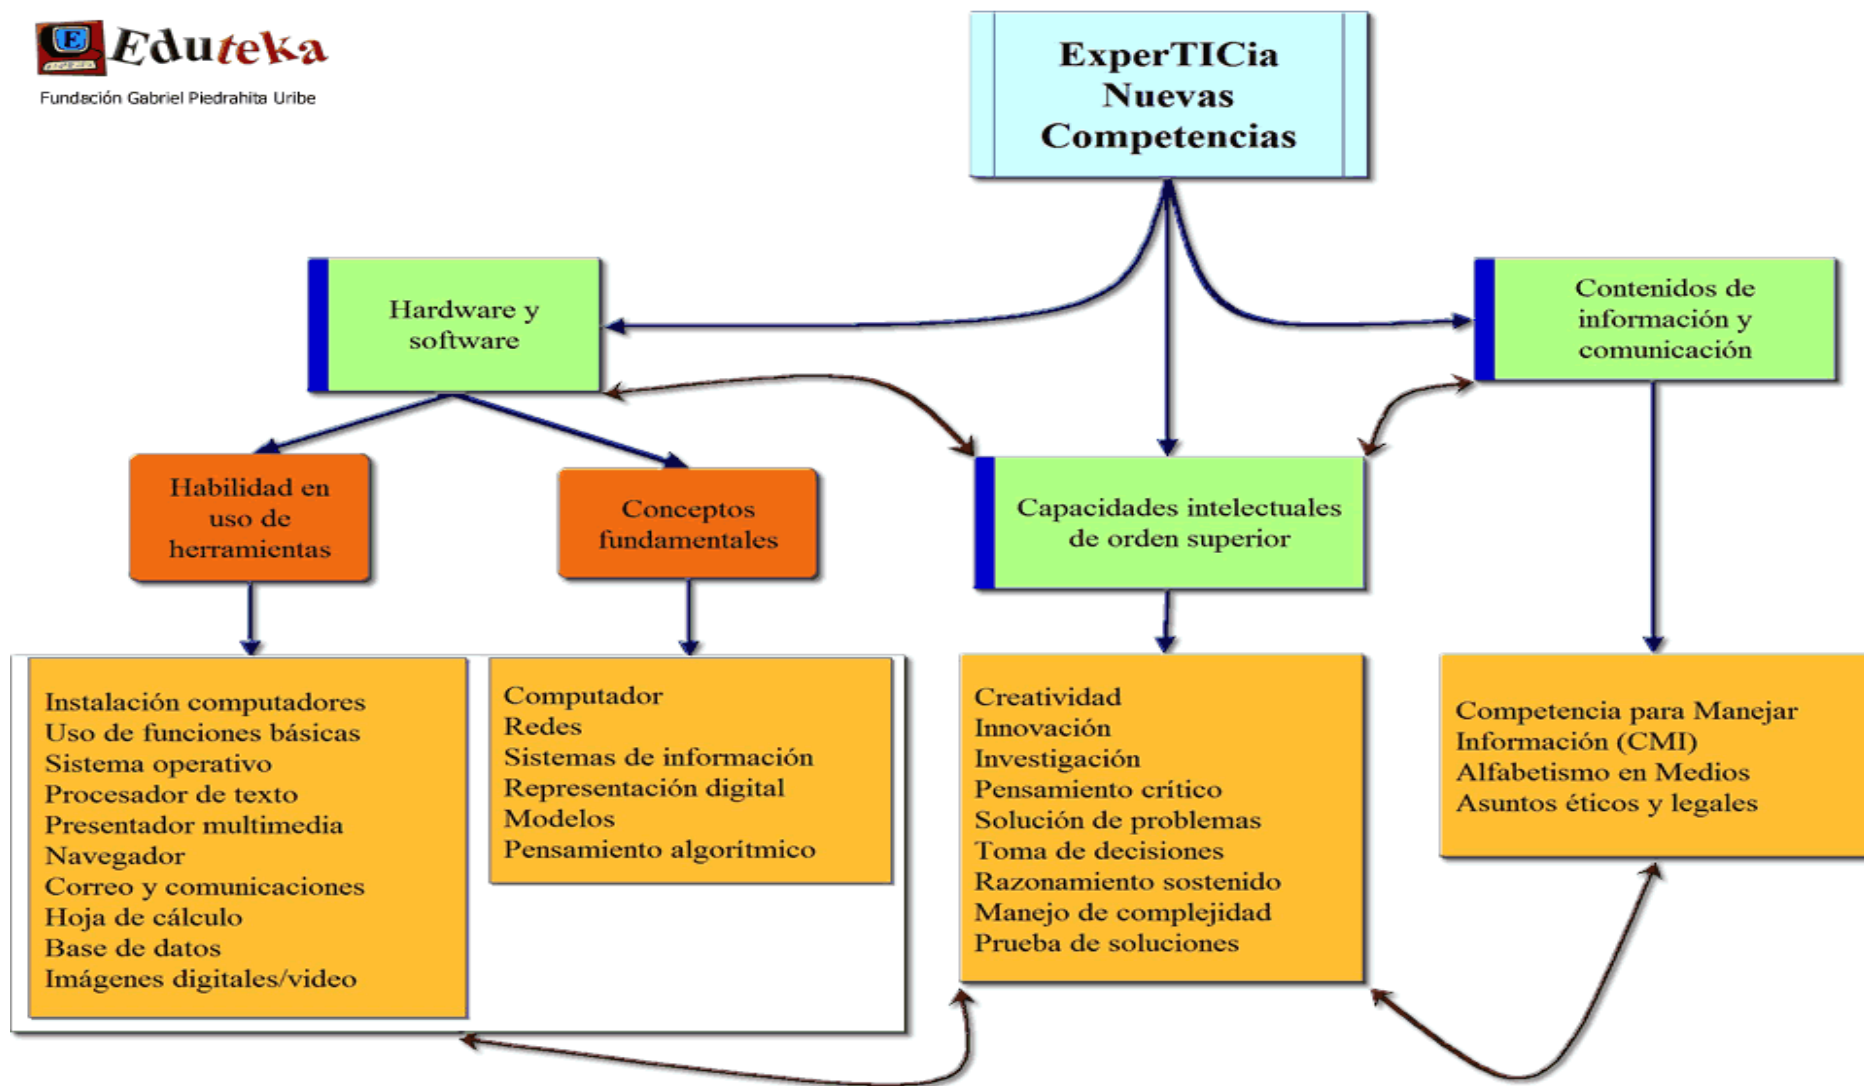 Eduteka
Fundación Gabriel Piedrahita Uribe
ExperTICia
Nuevas
Competencias
Hardware y
software
Contenidos de
información y
comunicación
Habilidad en
uso de
herramientas
Conceptos
fundamentales
Capacidades intelectuales
de orden superior
Instalación computadores
Uso de funciones básicas
Sistema operativo
Procesador de texto
Presentador multimedia
Navegador
Correo y comunicaciones
Hoja de cálculo
Base de datos
Imágenes digitales/video
Computador
Redes
Sistemas de información
Representación digital
Modelos
Pensamiento algorítmico
Creatividad
Innovación
Investigación
Pensamiento crítico
Solución de problemas
Toma de decisiones
Razonamiento sostenido
Manejo de complejidad
Prueba de soluciones
Competencia para Manejar
Información (CMI)
Alfabetismo en Medios
Asuntos éticos y legales